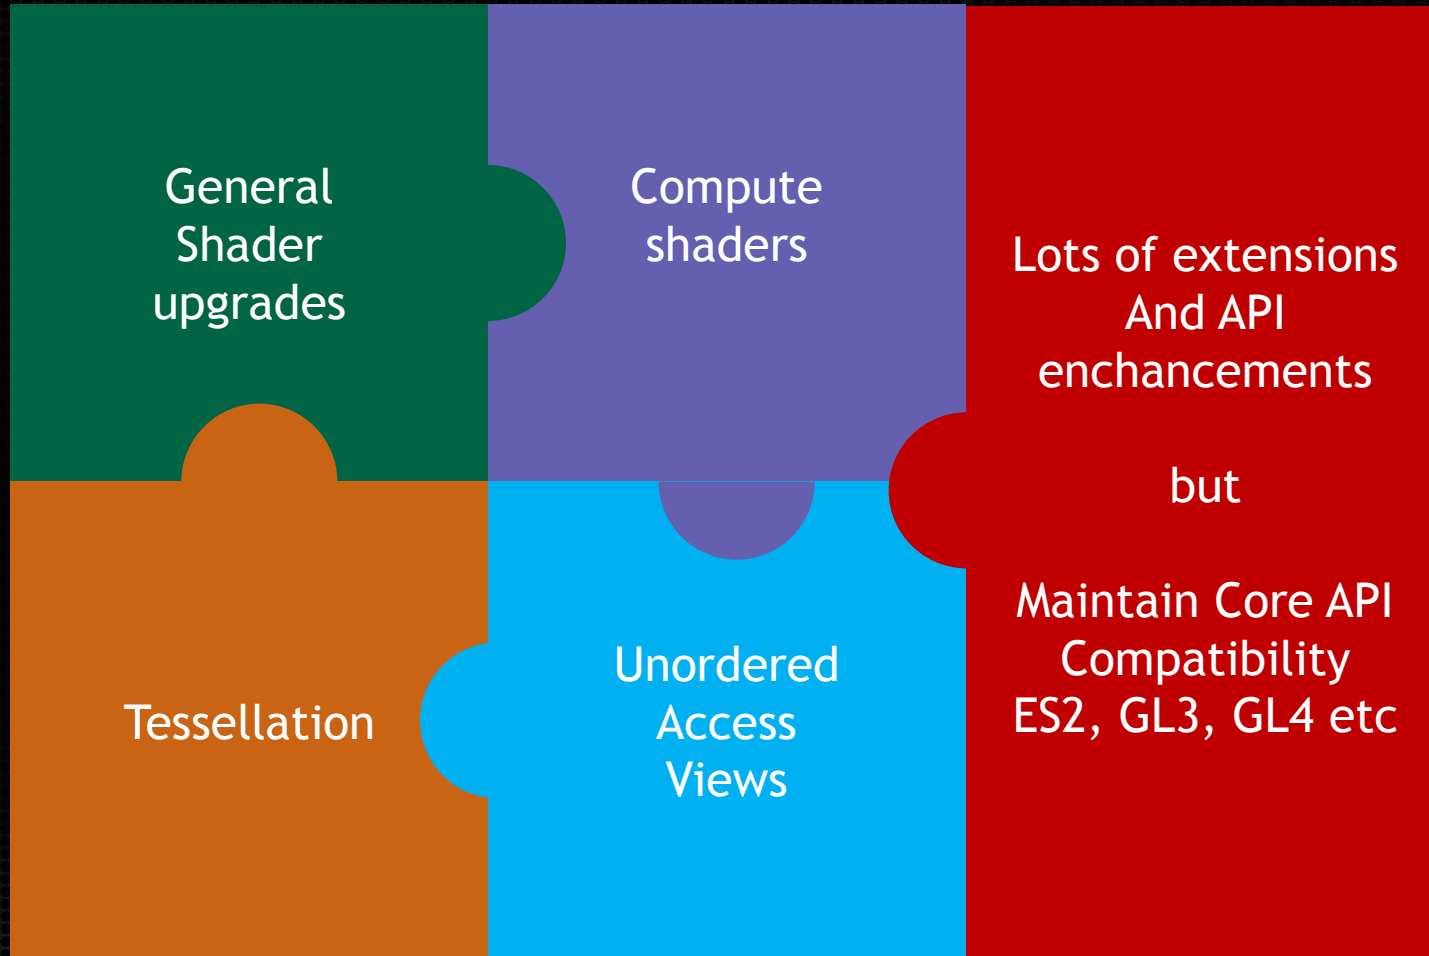 General
Shader
upgrades
Compute
shaders
Lots of extensions
And API
enchancements
but
Maintain Core API
Compatibility
ES2, GL3, GL4 etc
Tessellation
Unordered
Access
Views